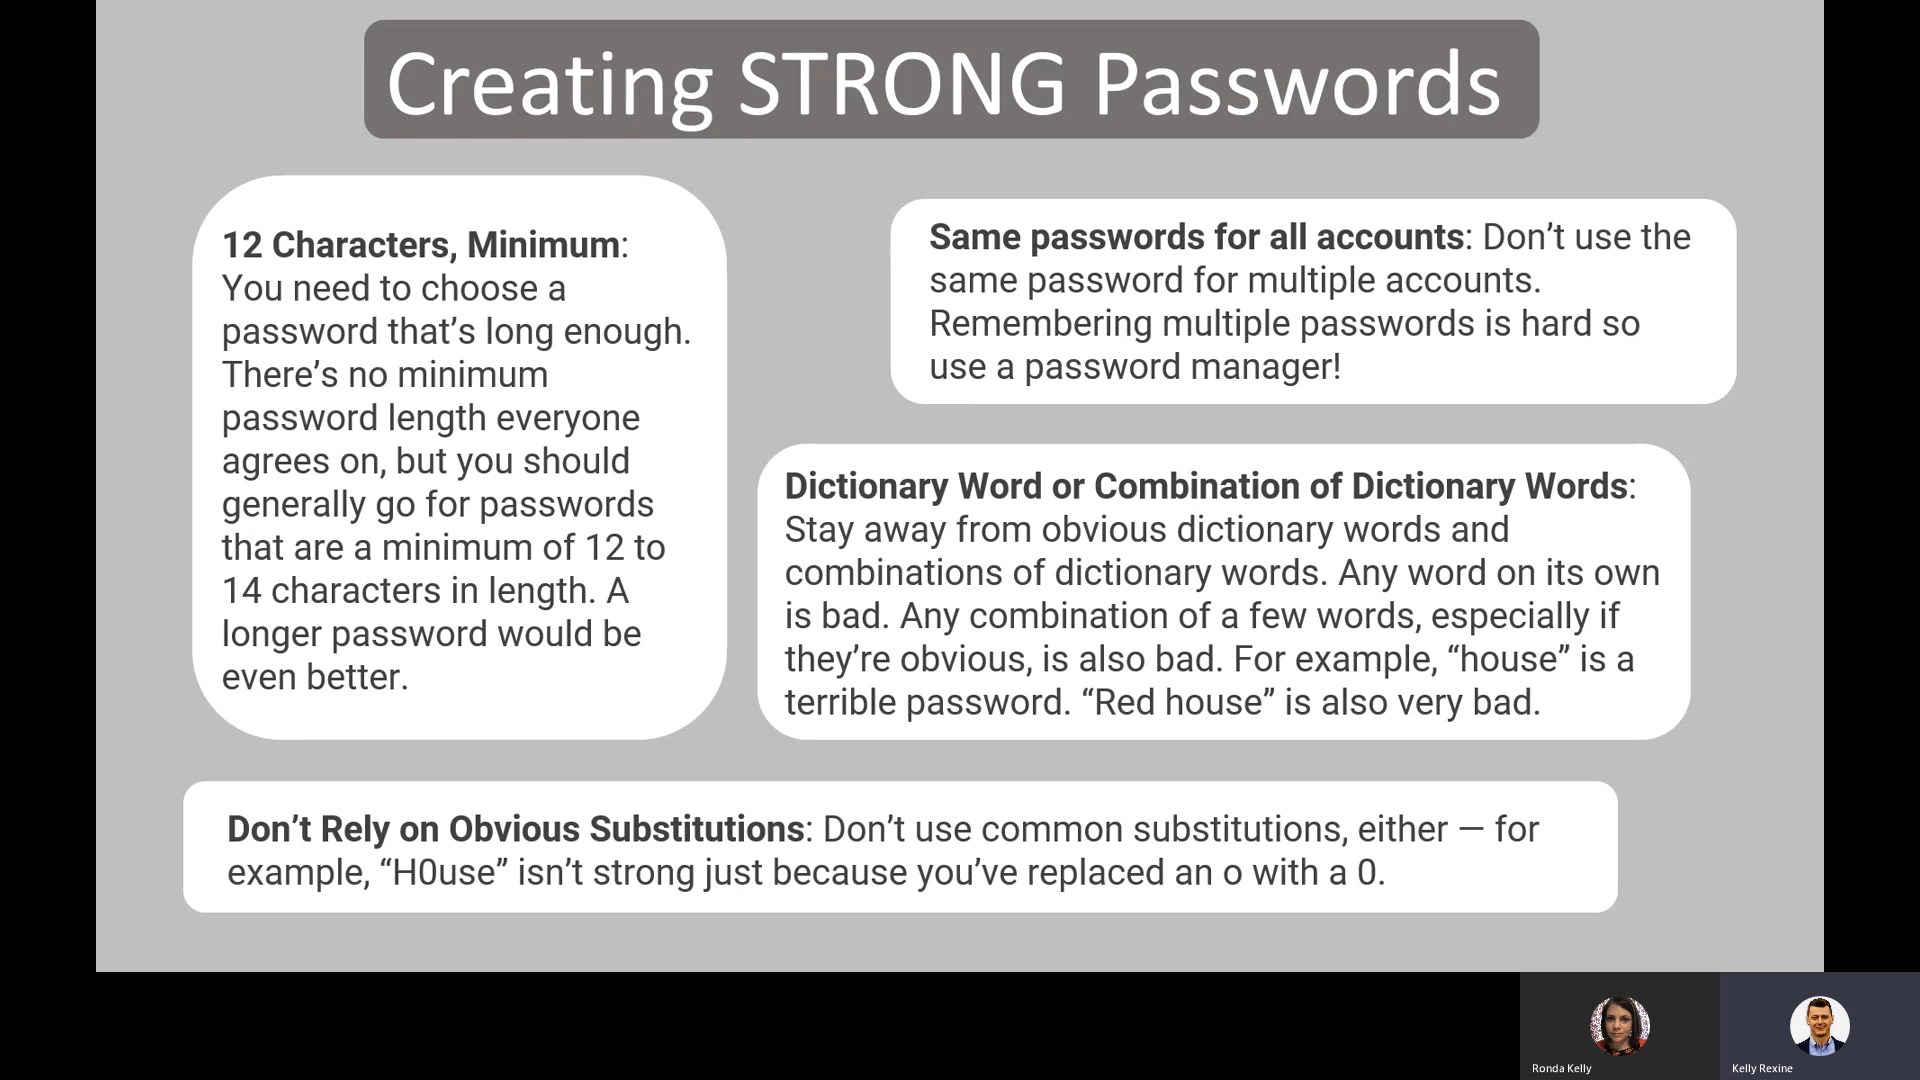 Creating STRONG Passwords
12 Characters, Minimum:
You need to choose a
password that’s long enough.
There’s no minimum
password length everyone
agrees on, but you should
generally go for passwords
that are a minimum of 12 to
14 characters in length. A
longer password would be
even better.
Same passwords for all accounts: Don’t use the
same password for multiple accounts.
Remembering multiple passwords is hard so
use a password manager!
Dictionary Word or Combination of Dictionary Words:
Stay away from obvious dictionary words and
combinations of dictionary words. Any word on its own
is bad. Any combination of a few words, especially if
they’re obvious, is also bad. For example, “house” is a
terrible password. “Red house” is also very bad.
Don’t Rely on Obvious Substitutions: Don’t use common substitutions, either — for
example, “H0use” isn’t strong just because you’ve replaced an o with a 0.
Ronda Kelly
Kelly Rexine